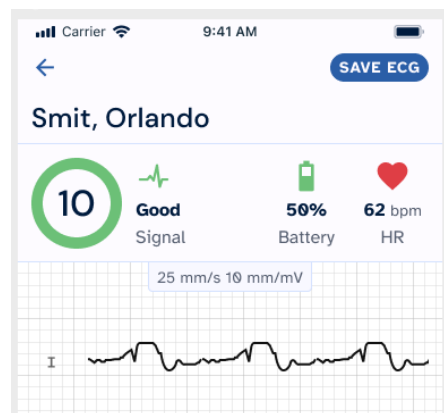 Carrier 9:41 AM
SAVE ECG
Smit, Orlando
10
Good 50% 62 bpm
Signal Battery HR
25 mm/s 10 mm/mV
I